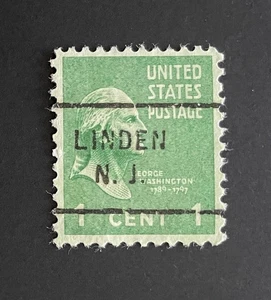 UNITED
STATES
POSTAGE
LINDEN
N. J.
GEORGE
WASHINGTON
1789-1797
1 CENT 1